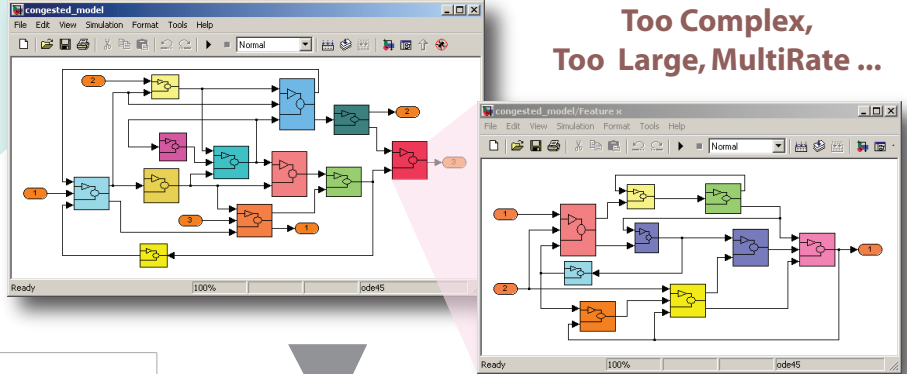 congested_model
File Edit View Simulation Format Tools Help
Normal
2
1
3
2
3
1
Ready 100% ode45
Too Complex,
Too Large, MultiRate ...
congested_model/Feature x
File Edit View Simulation Format Tools Help
Normal
1
2
1
Ready 100% ode45